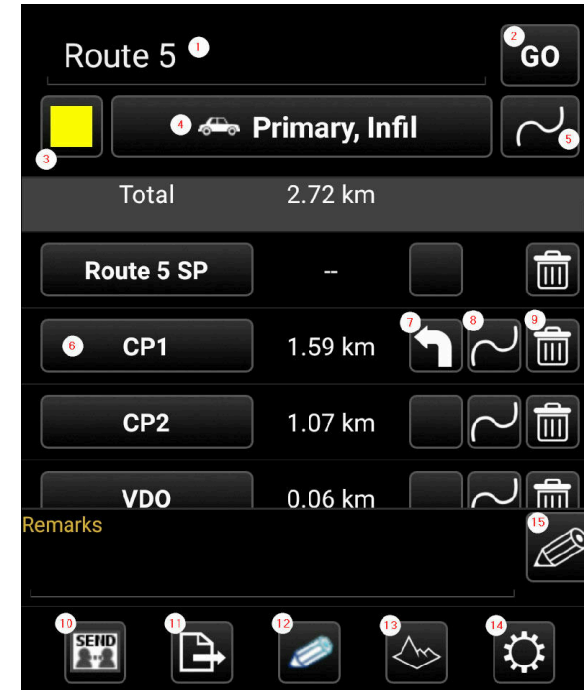 Route 5 1
2 GO
3
4 Primary, Infil
5
Total 2.72 km
Route 5 SP --
6 CP1 1.59 km 7 8 9
CP2 1.07 km
VDO 0.06 km
Remarks
15
10 SEND 11 12 13 14